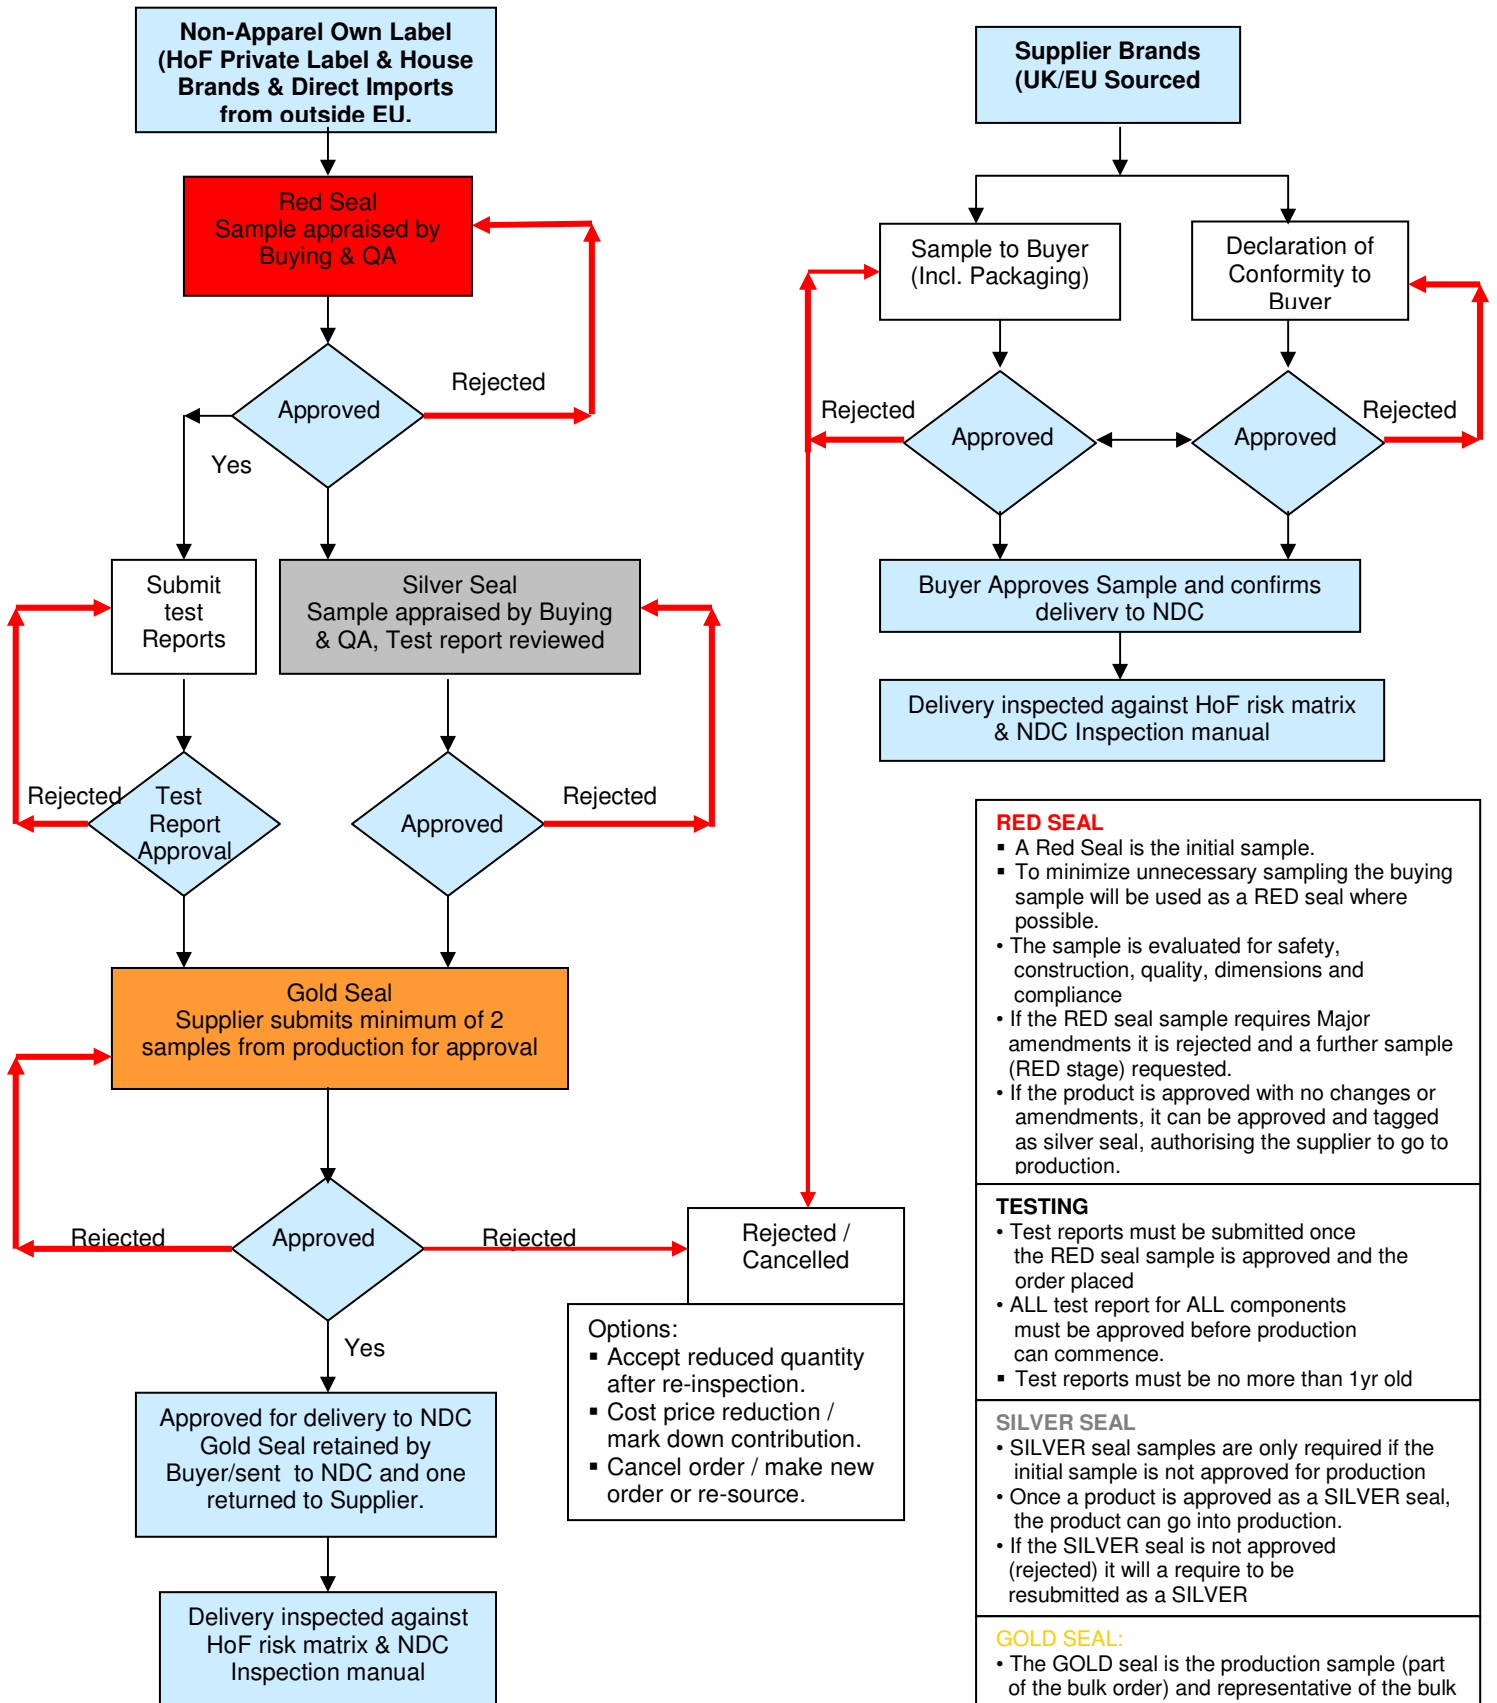 Non-Apparel Own Label
(HoF Private Label & House
Brands & Direct Imports
from outside EU.
Red Seal
Sample appraised by
Buying & QA
Approved
Rejected
Yes
Submit
test
Reports
Silver Seal
Sample appraised by Buying
& QA, Test report reviewed
Rejected
Test
Report
Approval
Approved
Rejected
Gold Seal
Supplier submits minimum of 2
samples from production for approval
Rejected
Approved
Rejected
Yes
Rejected /
Cancelled
Options:
▪ Accept reduced quantity
after re-inspection.
▪ Cost price reduction /
mark down contribution.
▪ Cancel order / make new
order or re-source.
Approved for delivery to NDC
Gold Seal retained by
Buyer/sent to NDC and one
returned to Supplier.
Delivery inspected against
HoF risk matrix & NDC
Inspection manual
Supplier Brands
(UK/EU Sourced
Sample to Buyer
(Incl. Packaging)
Declaration of
Conformity to
Buyer
Rejected
Approved
Approved
Rejected
Buyer Approves Sample and confirms
delivery to NDC
Delivery inspected against HoF risk matrix
& NDC Inspection manual
RED SEAL
▪ A Red Seal is the initial sample.
▪ To minimize unnecessary sampling the buying
sample will be used as a RED seal where
possible.
• The sample is evaluated for safety,
construction, quality, dimensions and
compliance
• If the RED seal sample requires Major
amendments it is rejected and a further sample
(RED stage) requested.
• If the product is approved with no changes or
amendments, it can be approved and tagged
as silver seal, authorising the supplier to go to
production.
TESTING
• Test reports must be submitted once
the RED seal sample is approved and the
order placed
• ALL test report for ALL components
must be approved before production
can commence.
▪ Test reports must be no more than 1yr old
SILVER SEAL
• SILVER seal samples are only required if the
initial sample is not approved for production
• Once a product is approved as a SILVER seal,
the product can go into production.
• If the SILVER seal is not approved
(rejected) it will a require to be
resubmitted as a SILVER
GOLD SEAL:
• The GOLD seal is the production sample (part
of the bulk order) and representative of the bulk